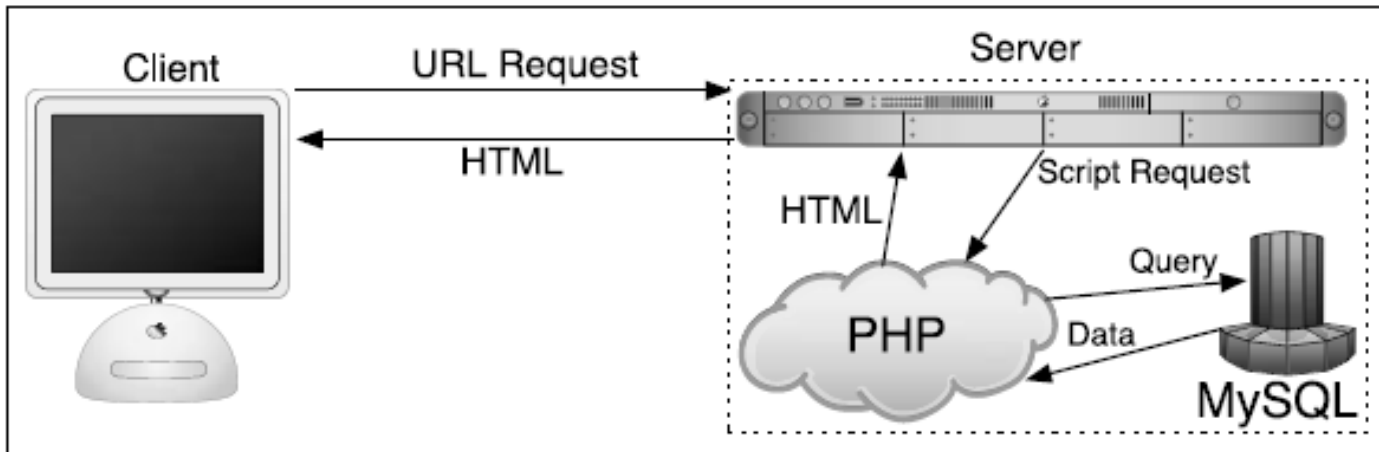 Client
URL Request
Server
HTML
Script Request
HTML
Query
PHP
Data
MySQL